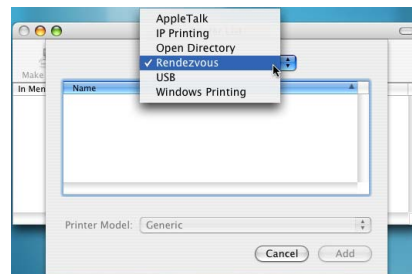 AppleTalk
IP Printing
Open Directory
✓ Rendezvous
USB
Windows Printing
Make
In Men
Name
Printer Model: Generic
Cancel Add